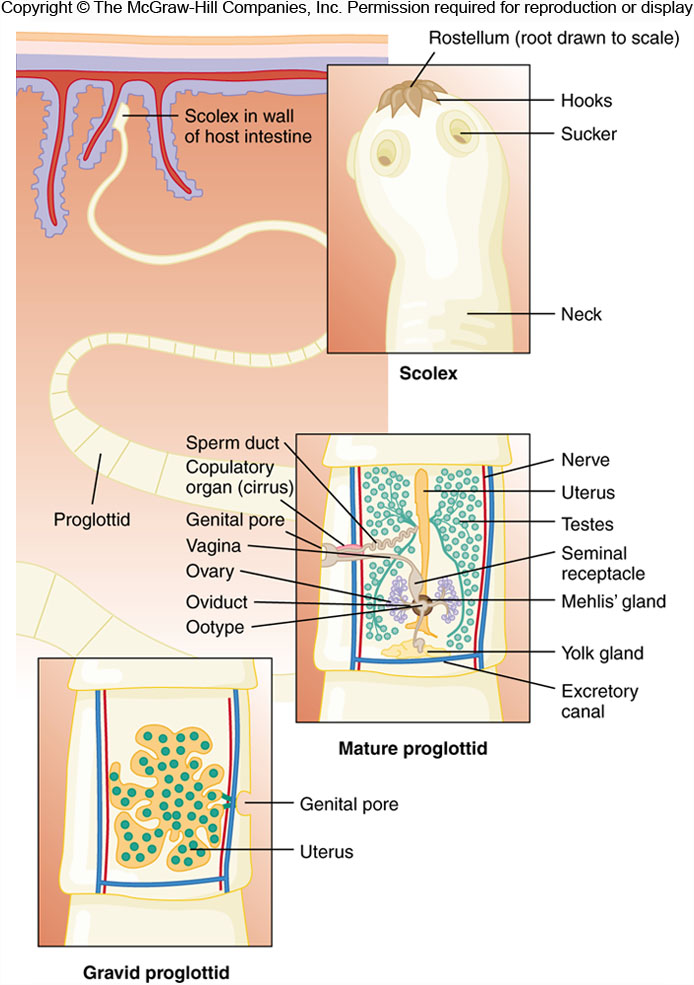 Copyright © The McGraw-Hill Companies, Inc. Permission required for reproduction or display
Rostellum (root drawn to scale)
Hooks
Sucker
Scolex in wall
of host intestine
Neck
Scolex
Sperm duct
Copulatory
organ (cirrus)
Genital pore
Vagina
Ovary
Oviduct
Ootype
Proglottid
Nerve
Uterus
Testes
Seminal
receptacle
Mehlis’ gland
Yolk gland
Excretory
canal
Mature proglottid
Genital pore
Uterus
Gravid proglottid